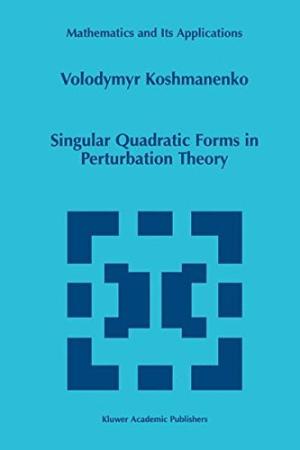 Mathematics and Its Applications
Volodymyr Koshmanenko
Singular Quadratic Forms in
Perturbation Theory
Kluwer Academic Publishers